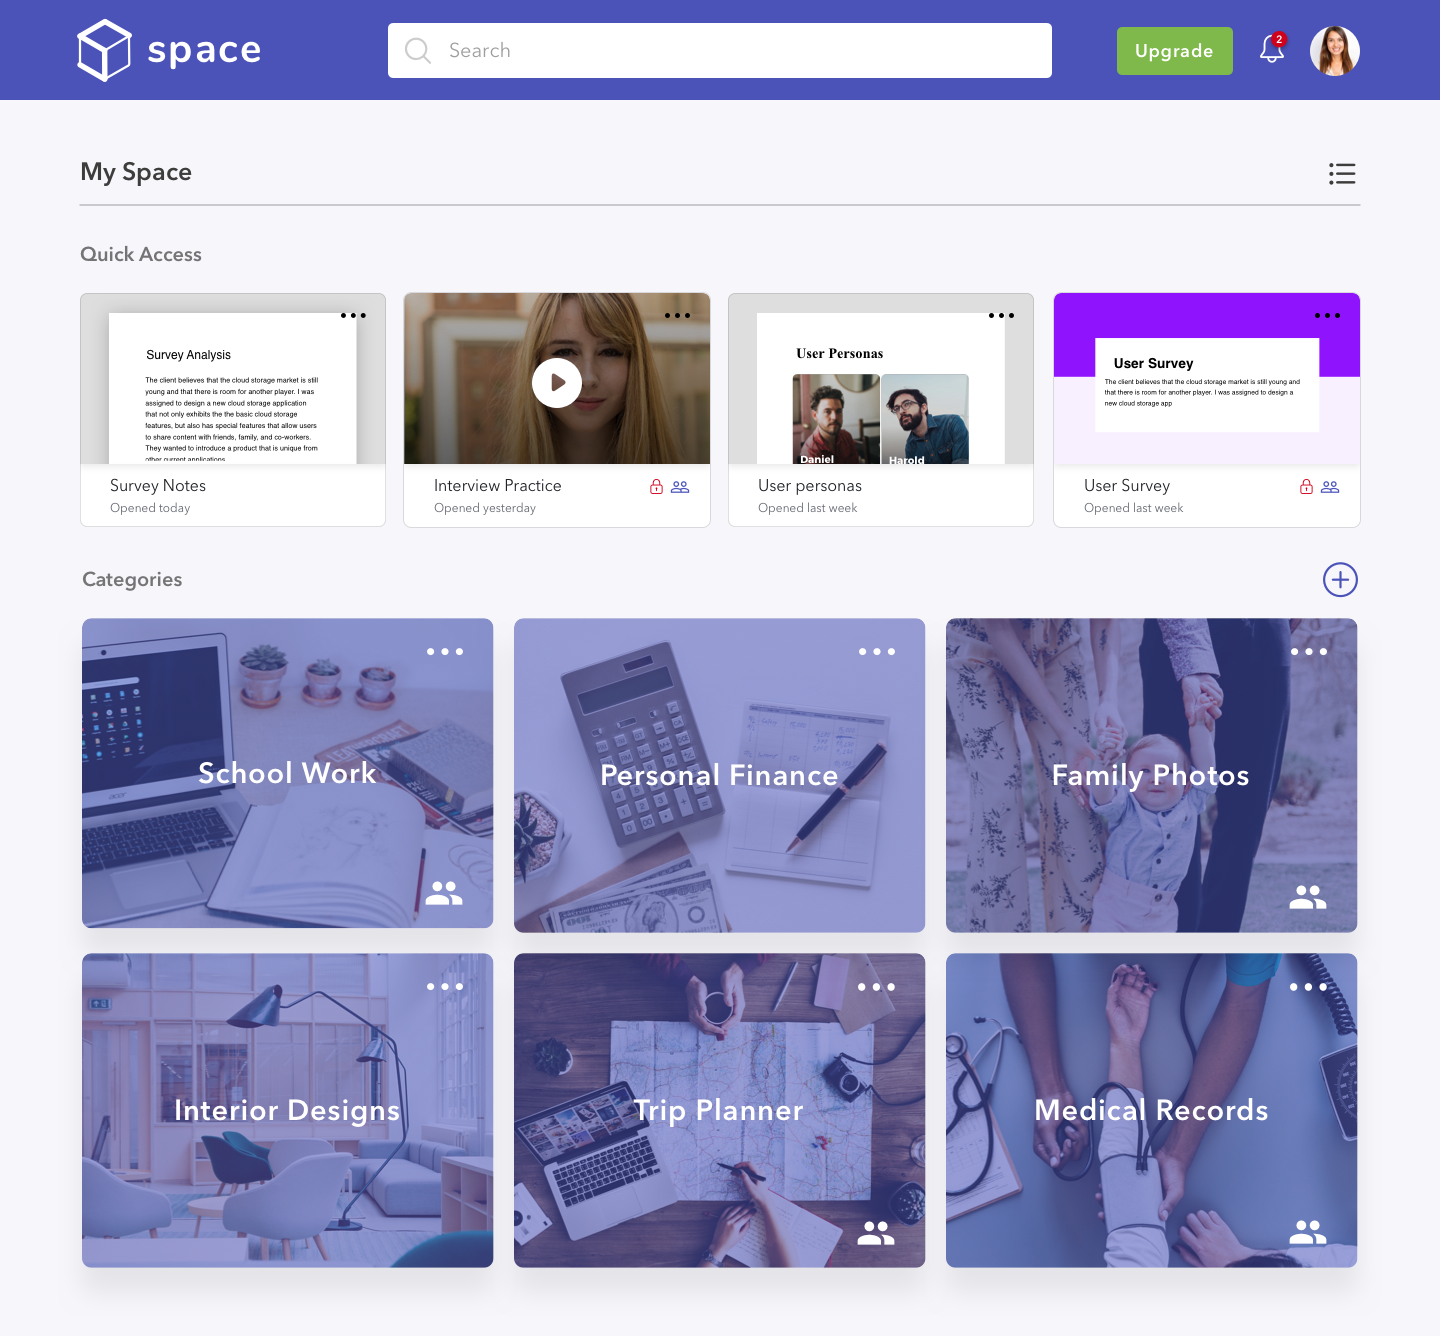 space
Search
Upgrade
2
My Space
Quick Access
Survey Analysis
The client believes that the cloud storage market is still
young and that there is room for another player. I was
assigned to design a new cloud storage application
that not only exhibits the the basic cloud storage
features, but also has special features that allow users
to share content with friends, family, and co-workers.
They wanted to introduce a product that is unique from
other current applications.
Survey Notes
Opened today
Interview Practice
Opened yesterday
User Personas
Daniel
Harold
User personas
Opened last week
User Survey
The client believes that the cloud storage market is still young and
that there is room for another player. I was assigned to design a
new cloud storage app
User Survey
Opened last week
Categories
School Work
acer
Personal Finance
Family Photos
Interior Designs
Trip Planner
Medical Records